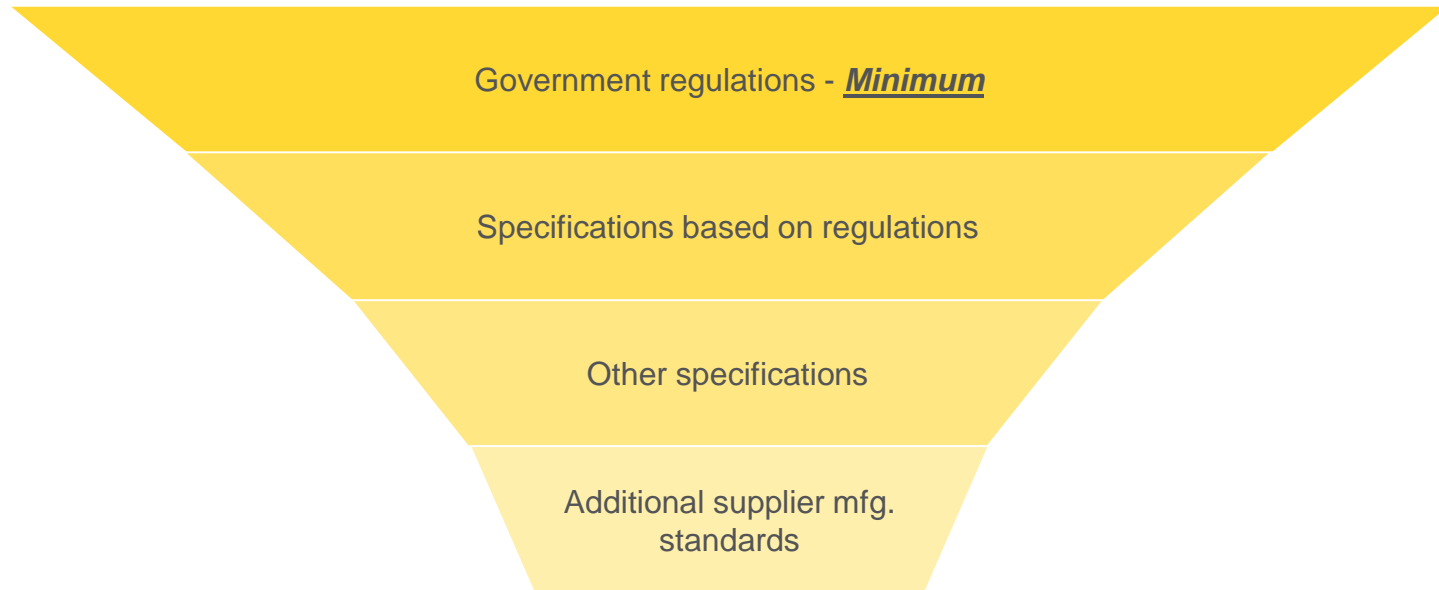 Government regulations - Minimum
Specifications based on regulations
Other specifications
Additional supplier mfg.
standards